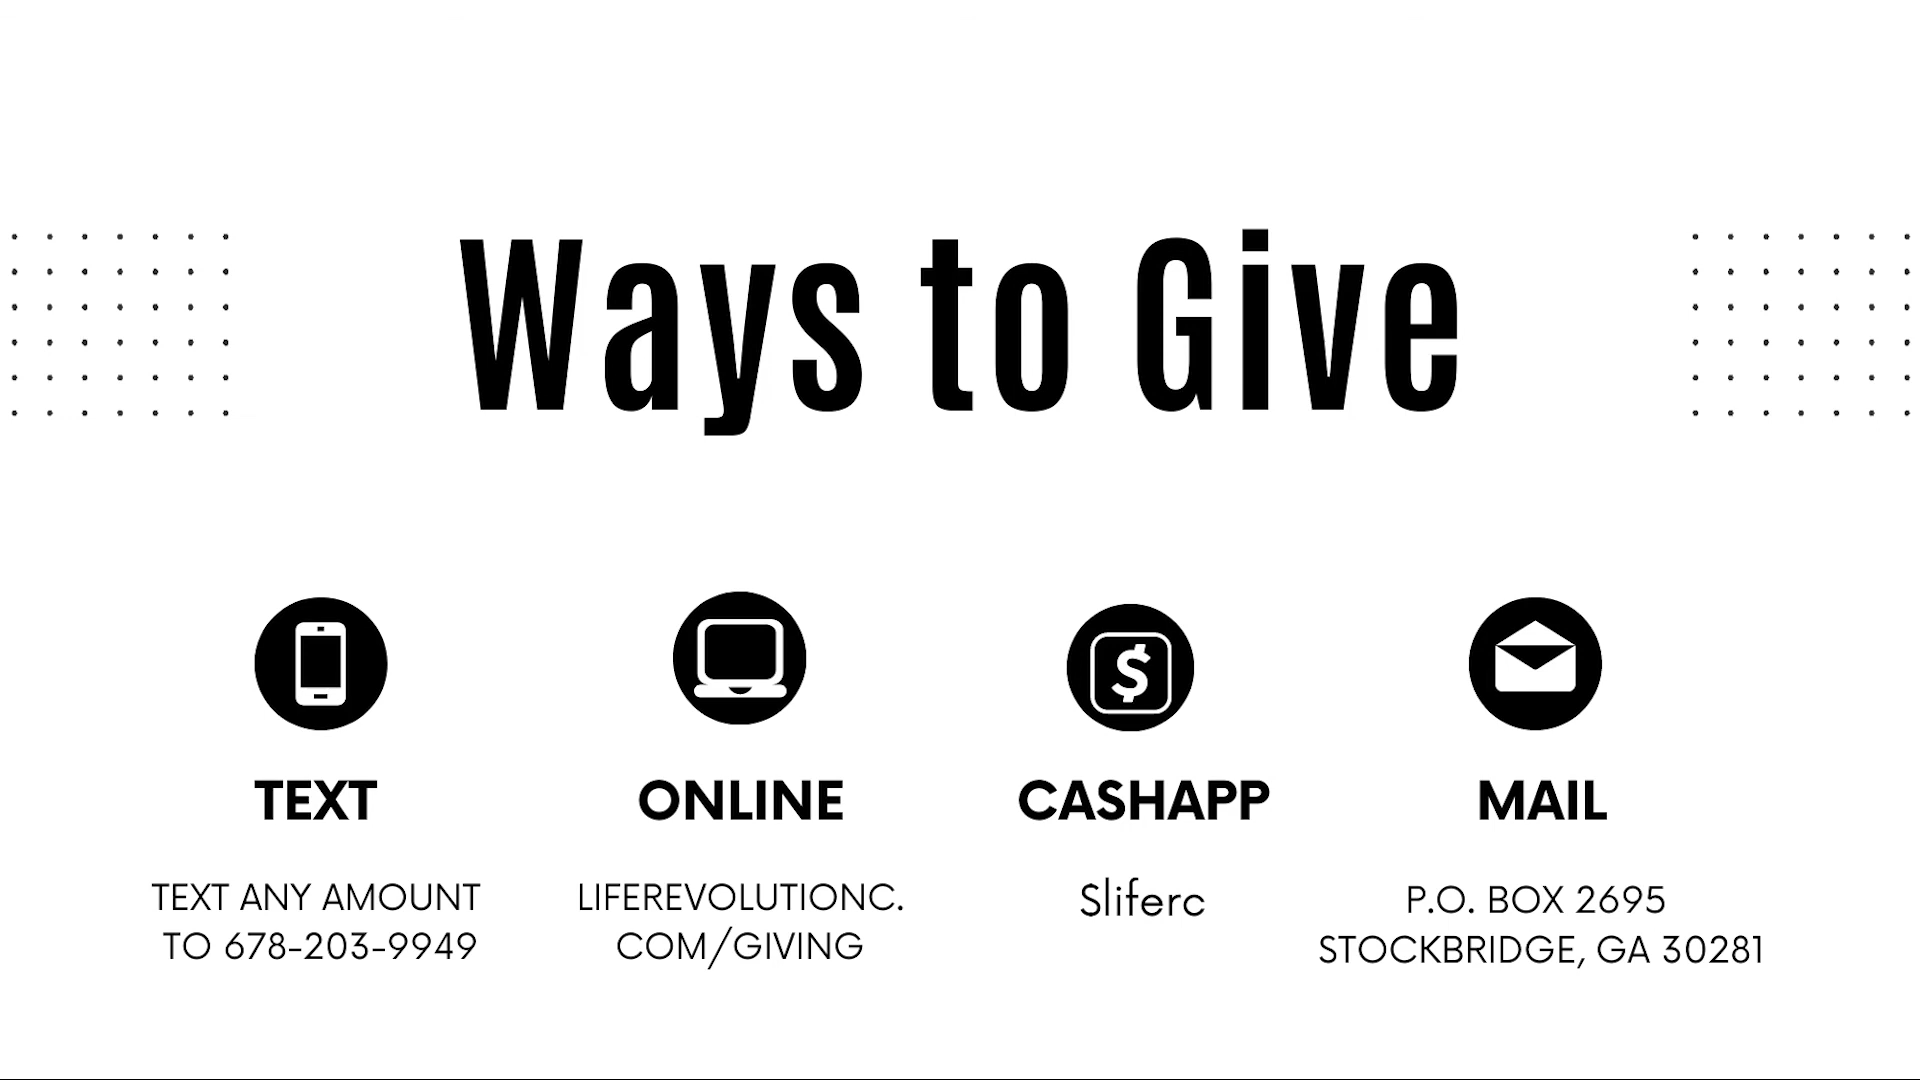 Ways to Give
TEXT
TEXT ANY AMOUNT
TO 678-203-9949
ONLINE
LIFEREVOLUTIONC.
COM/GIVING
$
CASHAPP
Sliferc
MAIL
P.O. BOX 2695
STOCKBRIDGE, GA 30281